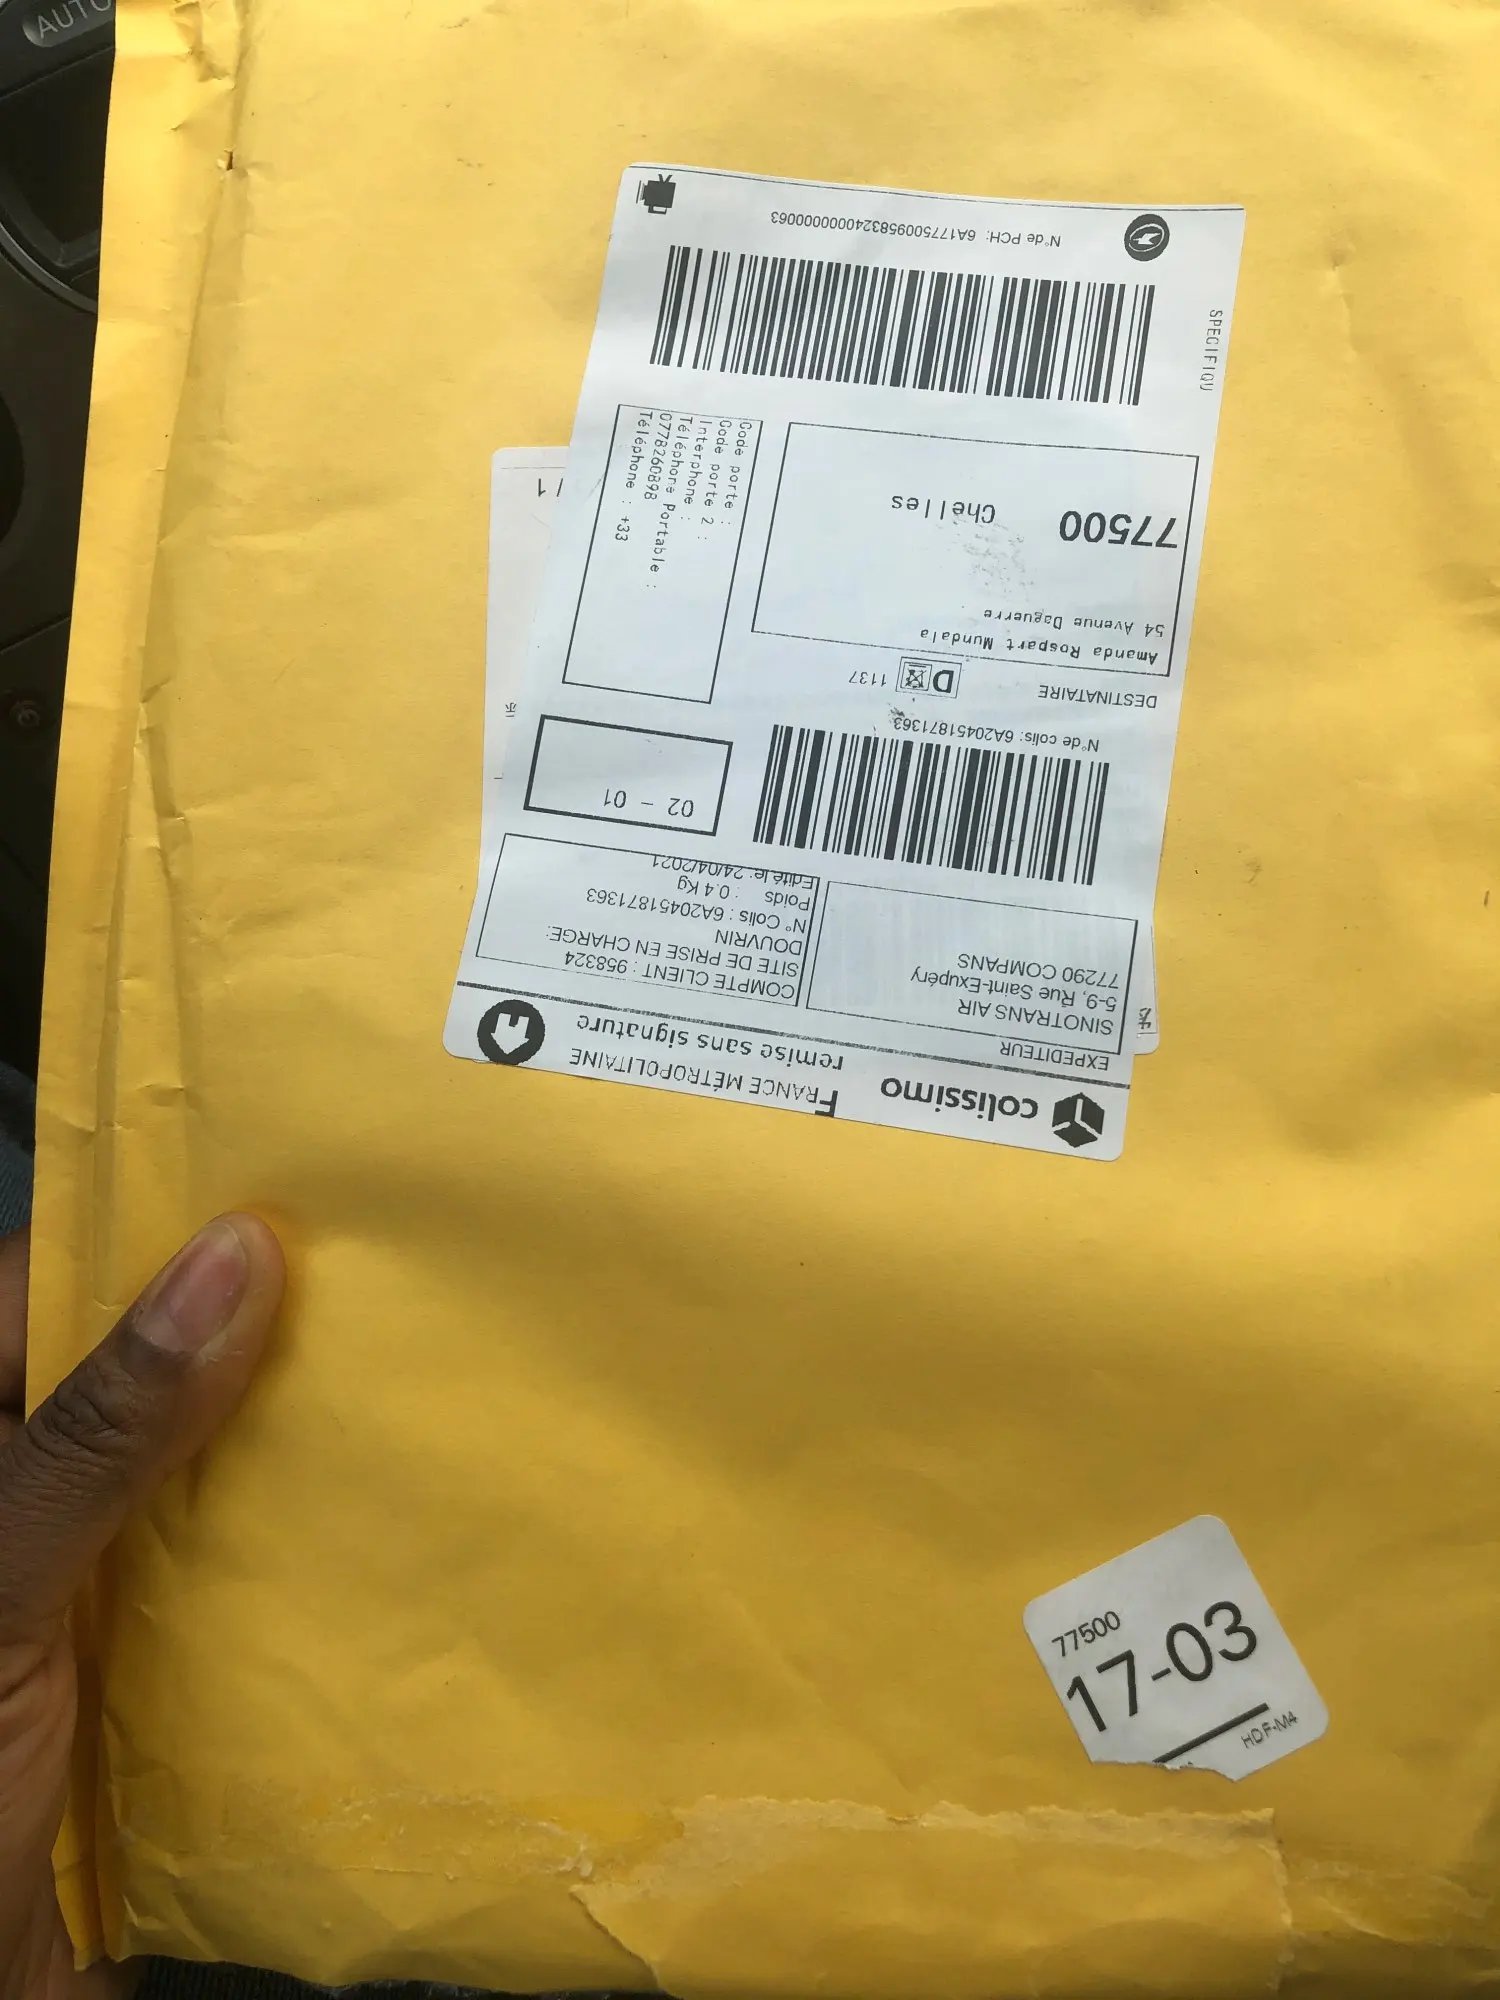 AUTO
colissimo
FRANCE MÉTROPOLITAINE
remise sans signature
EXPEDITEUR
SINOTRANS AIR
5-9, Rue Saint-Exupéry
77290 COMPANS
COMPTE CLIENT : 958324
SITE DE PRISE EN CHARGE:
DOUVRIN
N° Colis : 6A20451871363
Poids : 0.4 Kg
Edité le: 24/04/2021
02 - 01
N°de colis: 6A20451871363
DESTINATAIRE
D
1137
Amanda Rospart Mundala
54 Avenue Daguerre
77500 Chelles
Code porte :
Code porte 2 :
Interphone :
Téléphone Portable :
0778260898
Téléphone : +33
SPECIFIQU
N°de PCH: 6A17750095832400000000063
/ 1
77500
17-03
HDF-M4